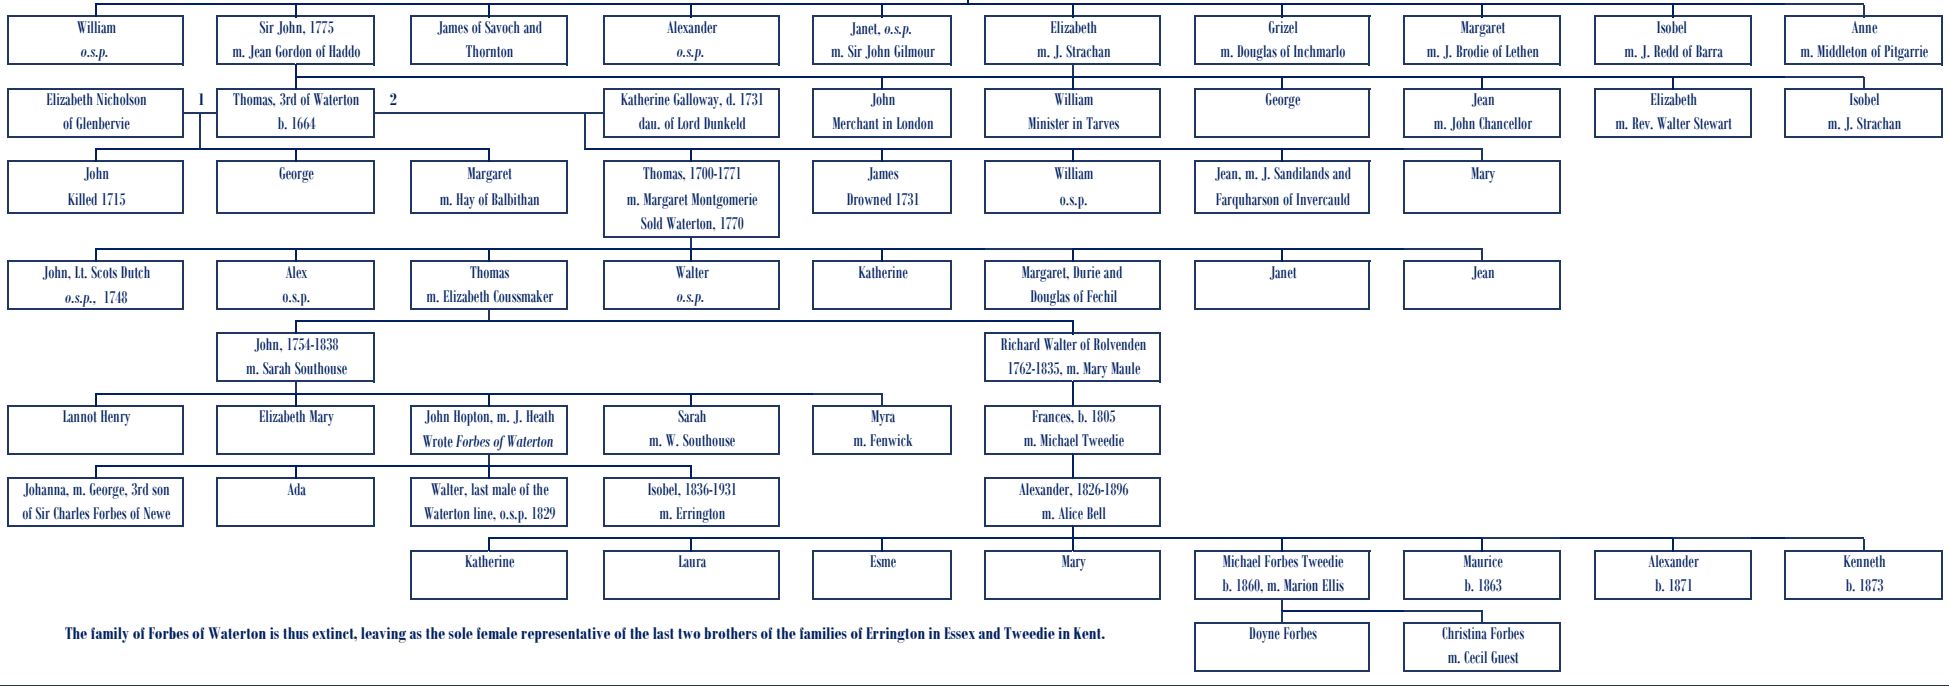 William
o.s.p.
Sir John, 1775
m. Jean Gordon of Haddo
James of Savoch and
Thornton
Alexander
o.s.p.
Janet, o.s.p.
m. Sir John Gilmour
Elizabeth
m. J. Strachan
Grizel
m. Douglas of Inchmarlo
Margaret
m. J. Brodie of Lethen
Isobel
m. J. Redd of Barra
Anne
m. Middleton of Pitgarrie
Elizabeth Nicholson
of Glenbervie
1
Thomas, 3rd of Waterton
b. 1664
2
Katherine Galloway, d. 1731
dau. of Lord Dunkeld
John
Merchant in London
William
Minister in Tarves
George
Jean
m. John Chancellor
Elizabeth
m. Rev. Walter Stewart
Isobel
m. J. Strachan
John
Killed 1715
George
Margaret
m. Hay of Balbithan
Thomas, 1700-1771
m. Margaret Montgomerie
Sold Waterton, 1770
James
Drowned 1731
William
o.s.p.
Jean, m. J. Sandilands and
Farquharson of Invercauld
Mary
John, Lt. Scots Dutch
o.s.p., 1748
Alex
o.s.p.
Thomas
m. Elizabeth Coussmaker
Walter
o.s.p.
Katherine
Margaret, Durie and
Douglas of Fechil
Janet
Jean
John, 1754-1838
m. Sarah Southouse
Richard Walter of Rolvenden
1762-1835, m. Mary Maule
Lannot Henry
Elizabeth Mary
John Hopton, m. J. Heath
Wrote Forbes of Waterton
Sarah
m. W. Southouse
Myra
m. Fenwick
Frances, b. 1805
m. Michael Tweedie
Johanna, m. George, 3rd son
of Sir Charles Forbes of Newe
Ada
Walter, last male of the
Waterton line, o.s.p. 1829
Isobel, 1836-1931
m. Errington
Alexander, 1826-1896
m. Alice Bell
Katherine
Laura
Esme
Mary
Michael Forbes Tweedie
b. 1860, m. Marion Ellis
Maurice
b. 1863
Alexander
b. 1871
Kenneth
b. 1873
The family of Forbes of Waterton is thus extinct, leaving as the sole female representative of the last two brothers of the families of Errington in Essex and Tweedie in Kent.
Doyne Forbes
Christina Forbes
m. Cecil Guest